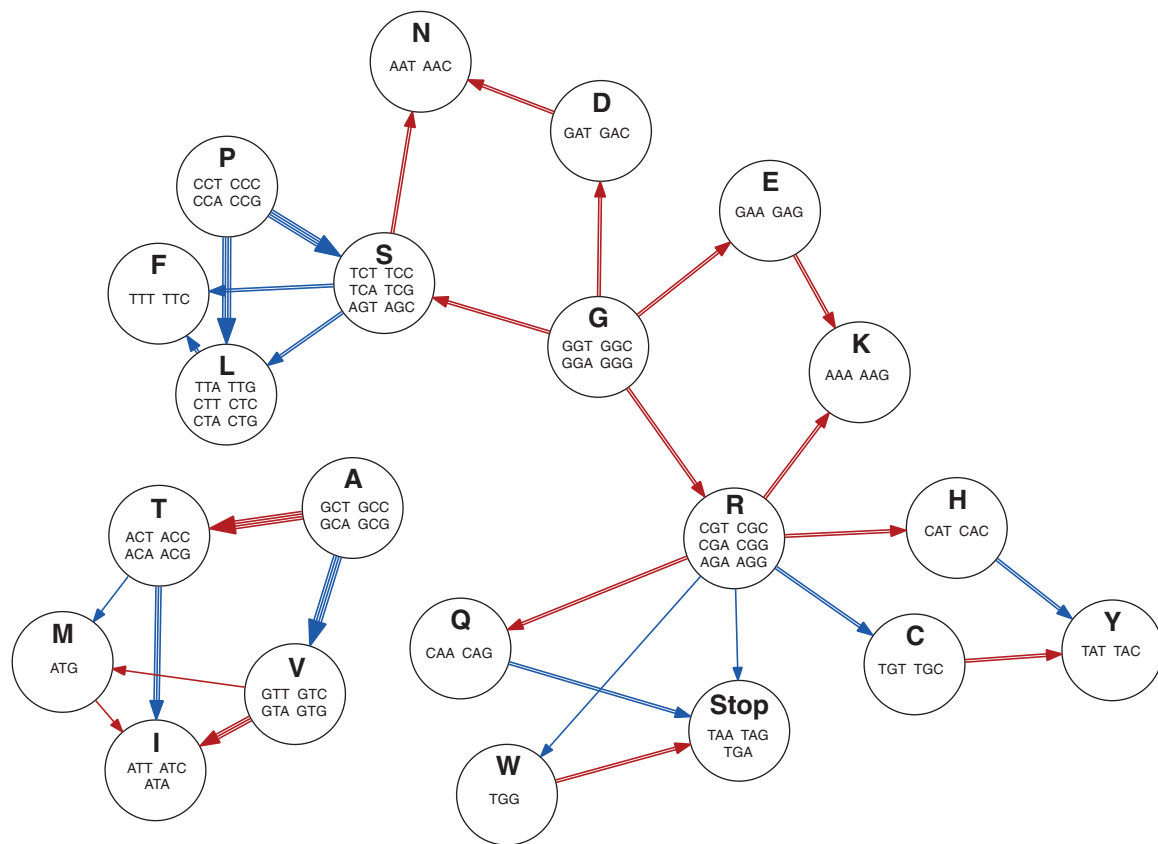 N
AAT AAC
D
GAT GAC
P
CCT CCC
CCA CCG
E
GAA GAG
F
TTT TTC
S
TCT TCC
TCA TCG
AGT AGC
G
GGT GGC
GGA GGG
K
AAA AAG
L
TTA TTG
CTT CTC
CTA CTG
A
GCT GCC
GCA GCG
T
ACT ACC
ACA ACG
R
CGT CGC
CGA CGG
AGA AGG
H
CAT CAC
M
ATG
V
GTT GTC
GTA GTG
Q
CAA CAG
C
TGT TGC
Y
TAT TAC
I
ATT ATC
ATA
Stop
TAA TAG
TGA
W
TGG